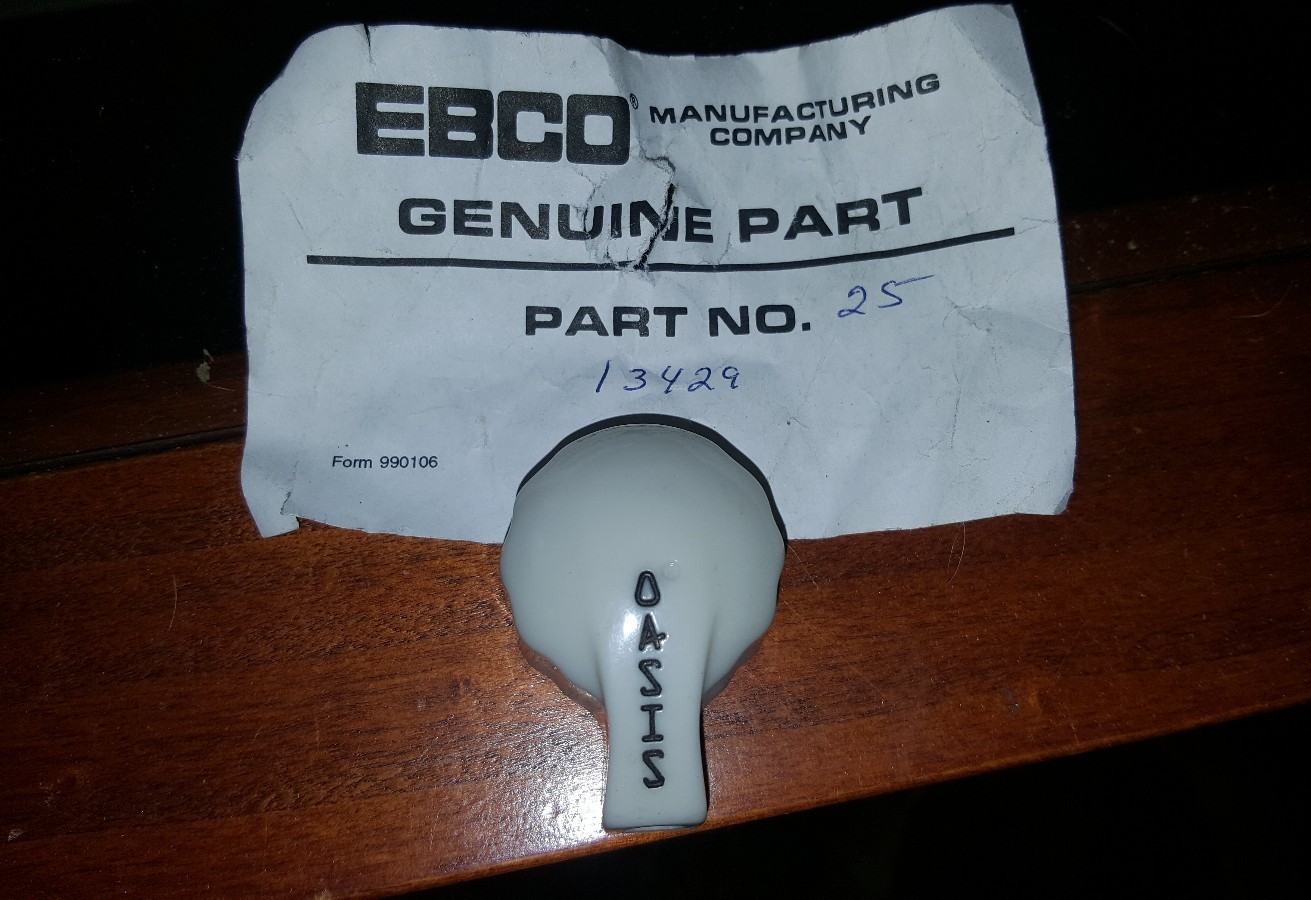 EBCO® MANUFACTURING
COMPANY
GENUINE PART
PART NO. 25
13429
Form 990106
OASIS